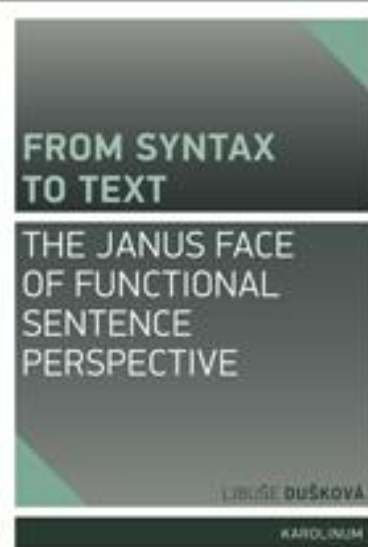 FROM SYNTAX
TO TEXT
THE JANUS FACE
OF FUNCTIONAL
SENTENCE
PERSPECTIVE
LIBUŠE DUŠKOVÁ
KAROLINUM